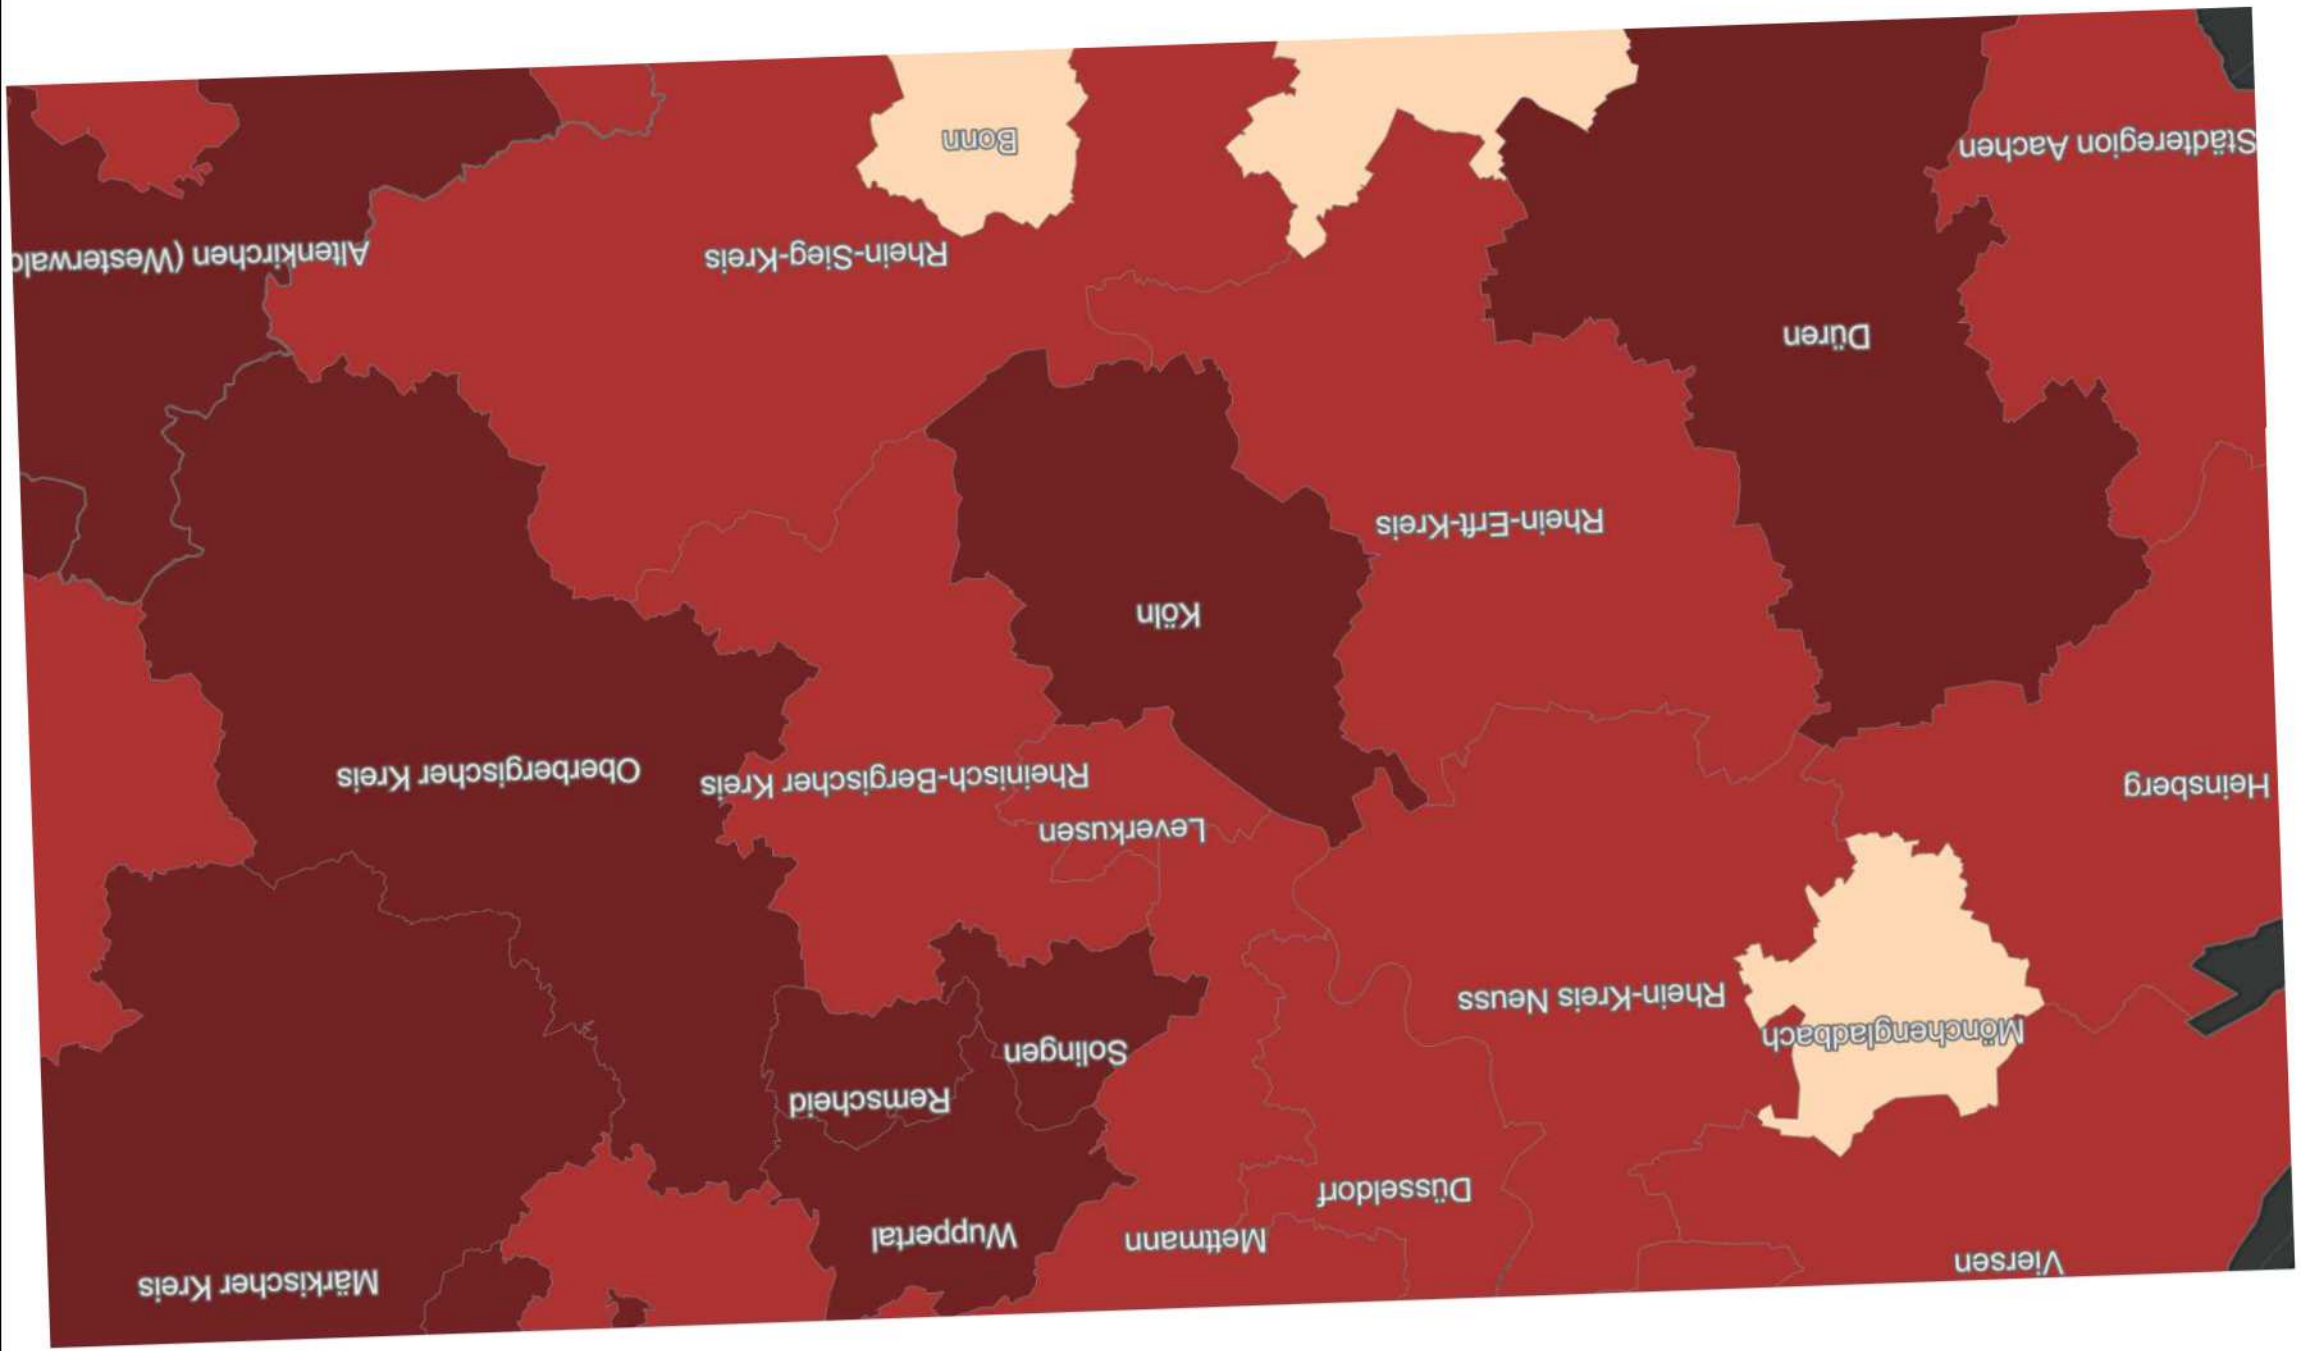 Viersen
Märkischer Kreis
Mettmann
Wuppertal
Düsseldorf
Remscheid
Solingen
Mönchengladbach
Rhein-Kreis Neuss
Leverkusen
Heinsberg
Rheinisch-Bergischer Kreis
Oberbergischer Kreis
Köln
Rhein-Erft-Kreis
Düren
Rhein-Sieg-Kreis
Altenkirchen (Westerwald
Städteregion Aachen
Bonn